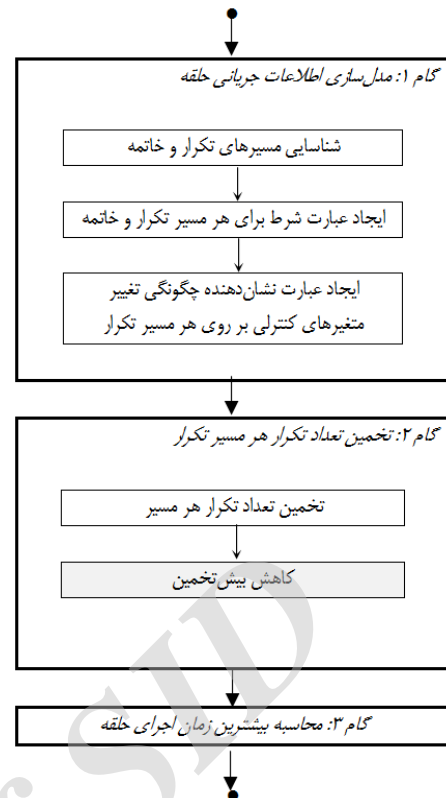 گام ۱: مدل‌سازی اطلاعات جریانی حلقه
شناسایی مسیرهای تکرار و خاتمه
ایجاد عبارت شرط برای هر مسیر تکرار و خاتمه
ایجاد عبارت نشان‌دهنده چگونگی تغییر
متغیرهای کنترلی بر روی هر مسیر تکرار
گام ۲: تخمین تعداد تکرار هر مسیر تکرار
تخمین تعداد تکرار هر مسیر
کاهش بیش‌تخمین
گام ۳: محاسبه بیشترین زمان اجرای حلقه
SID